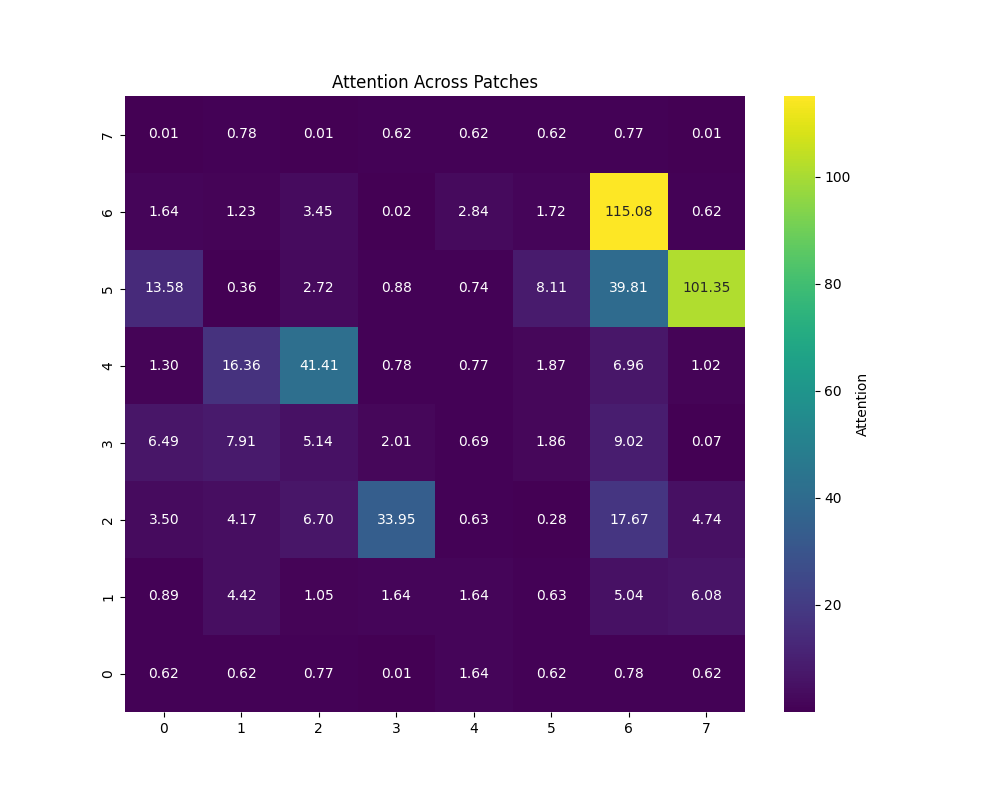 Attention Across Patches
7 0.01 0.78 0.01 0.62 0.62 0.62 0.77 0.01
6 1.64 1.23 3.45 0.02 2.84 1.72 115.08 0.62
5 13.58 0.36 2.72 0.88 0.74 8.11 39.81 101.35
4 1.30 16.36 41.41 0.78 0.77 1.87 6.96 1.02
3 6.49 7.91 5.14 2.01 0.69 1.86 9.02 0.07
2 3.50 4.17 6.70 33.95 0.63 0.28 17.67 4.74
1 0.89 4.42 1.05 1.64 1.64 0.63 5.04 6.08
0 0.62 0.62 0.77 0.01 1.64 0.62 0.78 0.62
0 1 2 3 4 5 6 7
100
80
60
40
20
Attention